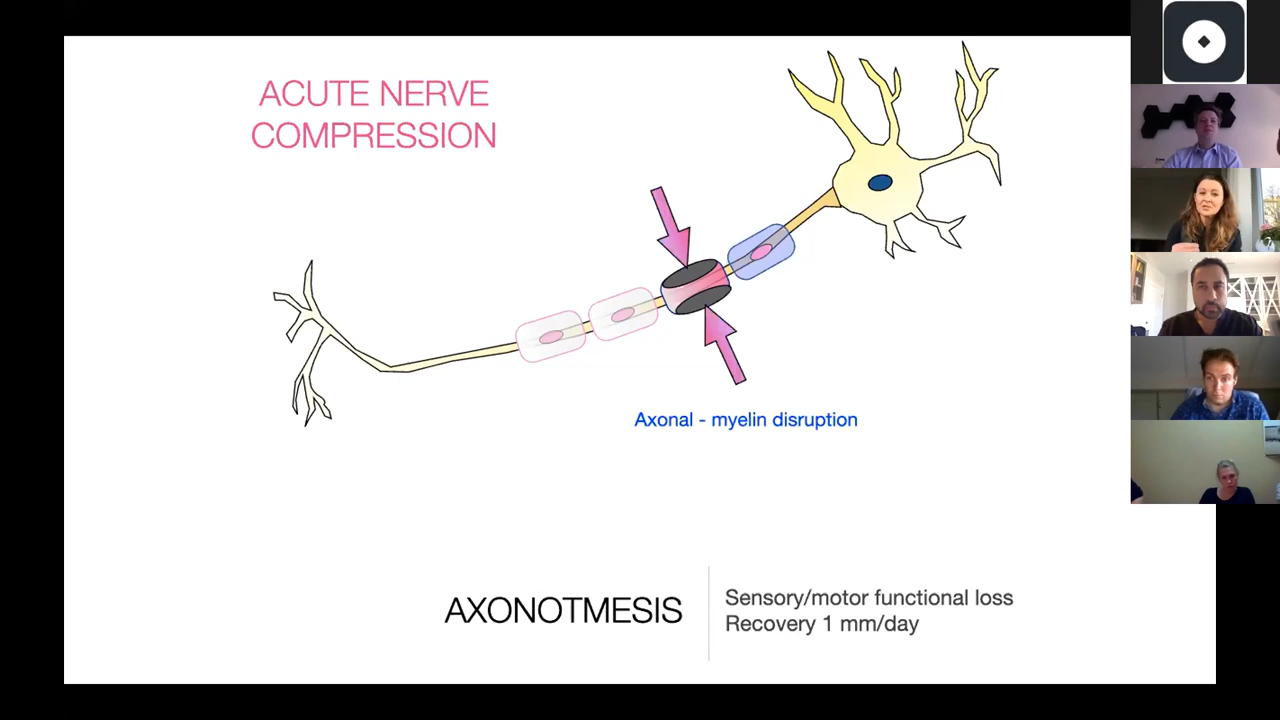 ACUTE NERVE
COMPRESSION
Axonal - myelin disruption
AXONOTMESIS
Sensory/motor functional loss
Recovery 1 mm/day